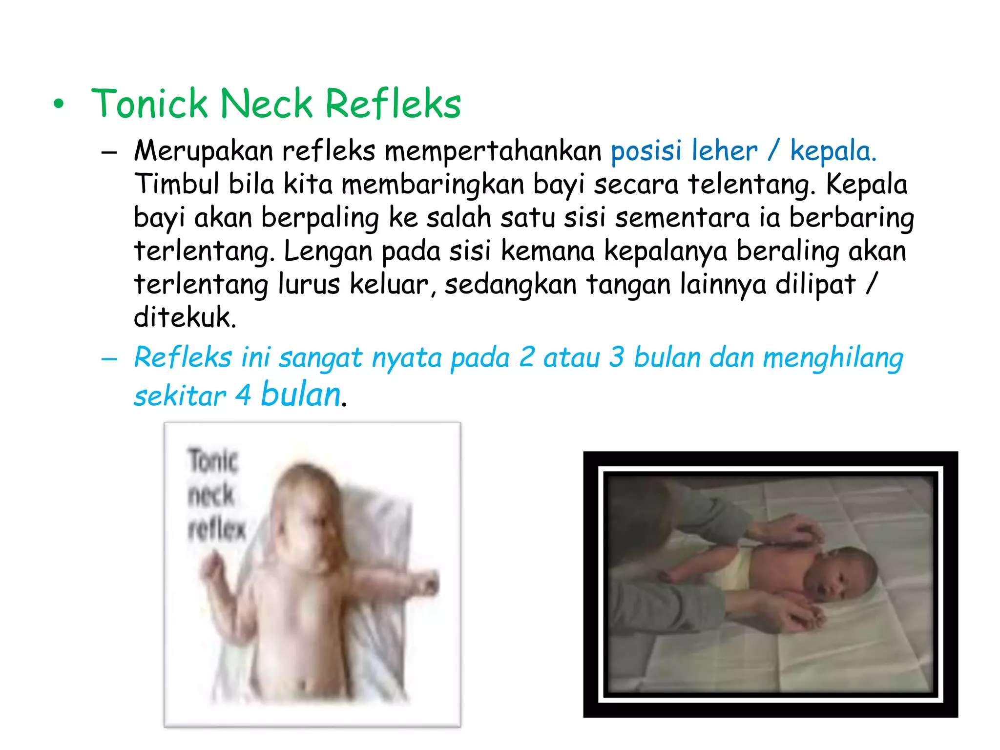 • Tonick Neck Refleks
– Merupakan refleks mempertahankan posisi leher / kepala.
Timbul bila kita membaringkan bayi secara telentang. Kepala
bayi akan berpaling ke salah satu sisi sementara ia berbaring
terlentang. Lengan pada sisi kemana kepalanya beraling akan
terlentang lurus keluar, sedangkan tangan lainnya dilipat /
ditekuk.
– Refleks ini sangat nyata pada 2 atau 3 bulan dan menghilang
sekitar 4 bulan.
Tonic
neck
reflex